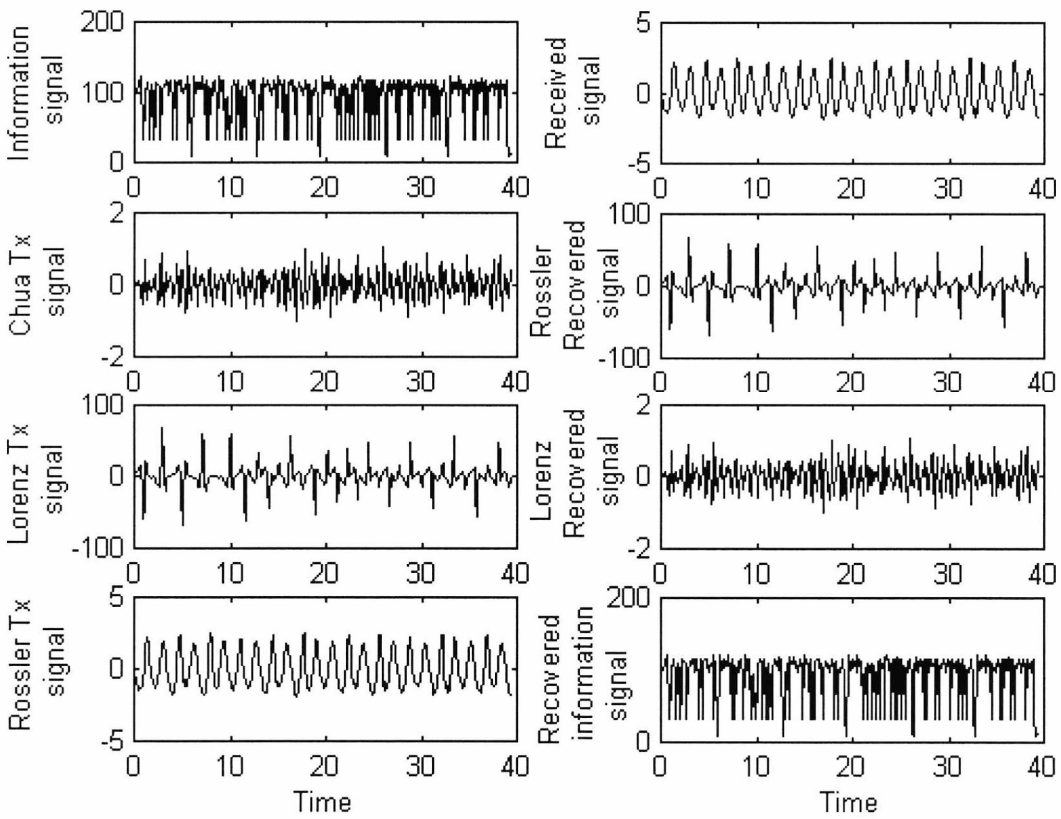 Information
signal
200
100
0
0 10 20 30 40
Received
signal
5
0
-5
0 10 20 30 40
Chua Tx
signal
2
0
-2
0 10 20 30 40
Rossler
Recovered
signal
100
0
-100
0 10 20 30 40
Lorenz Tx
signal
100
0
-100
0 10 20 30 40
Lorenz
Recovered
signal
2
0
-2
0 10 20 30 40
Rossler Tx
signal
5
0
-5
0 10 20 30 40
Time
Recovered
information
signal
200
0
0 10 20 30 40
Time